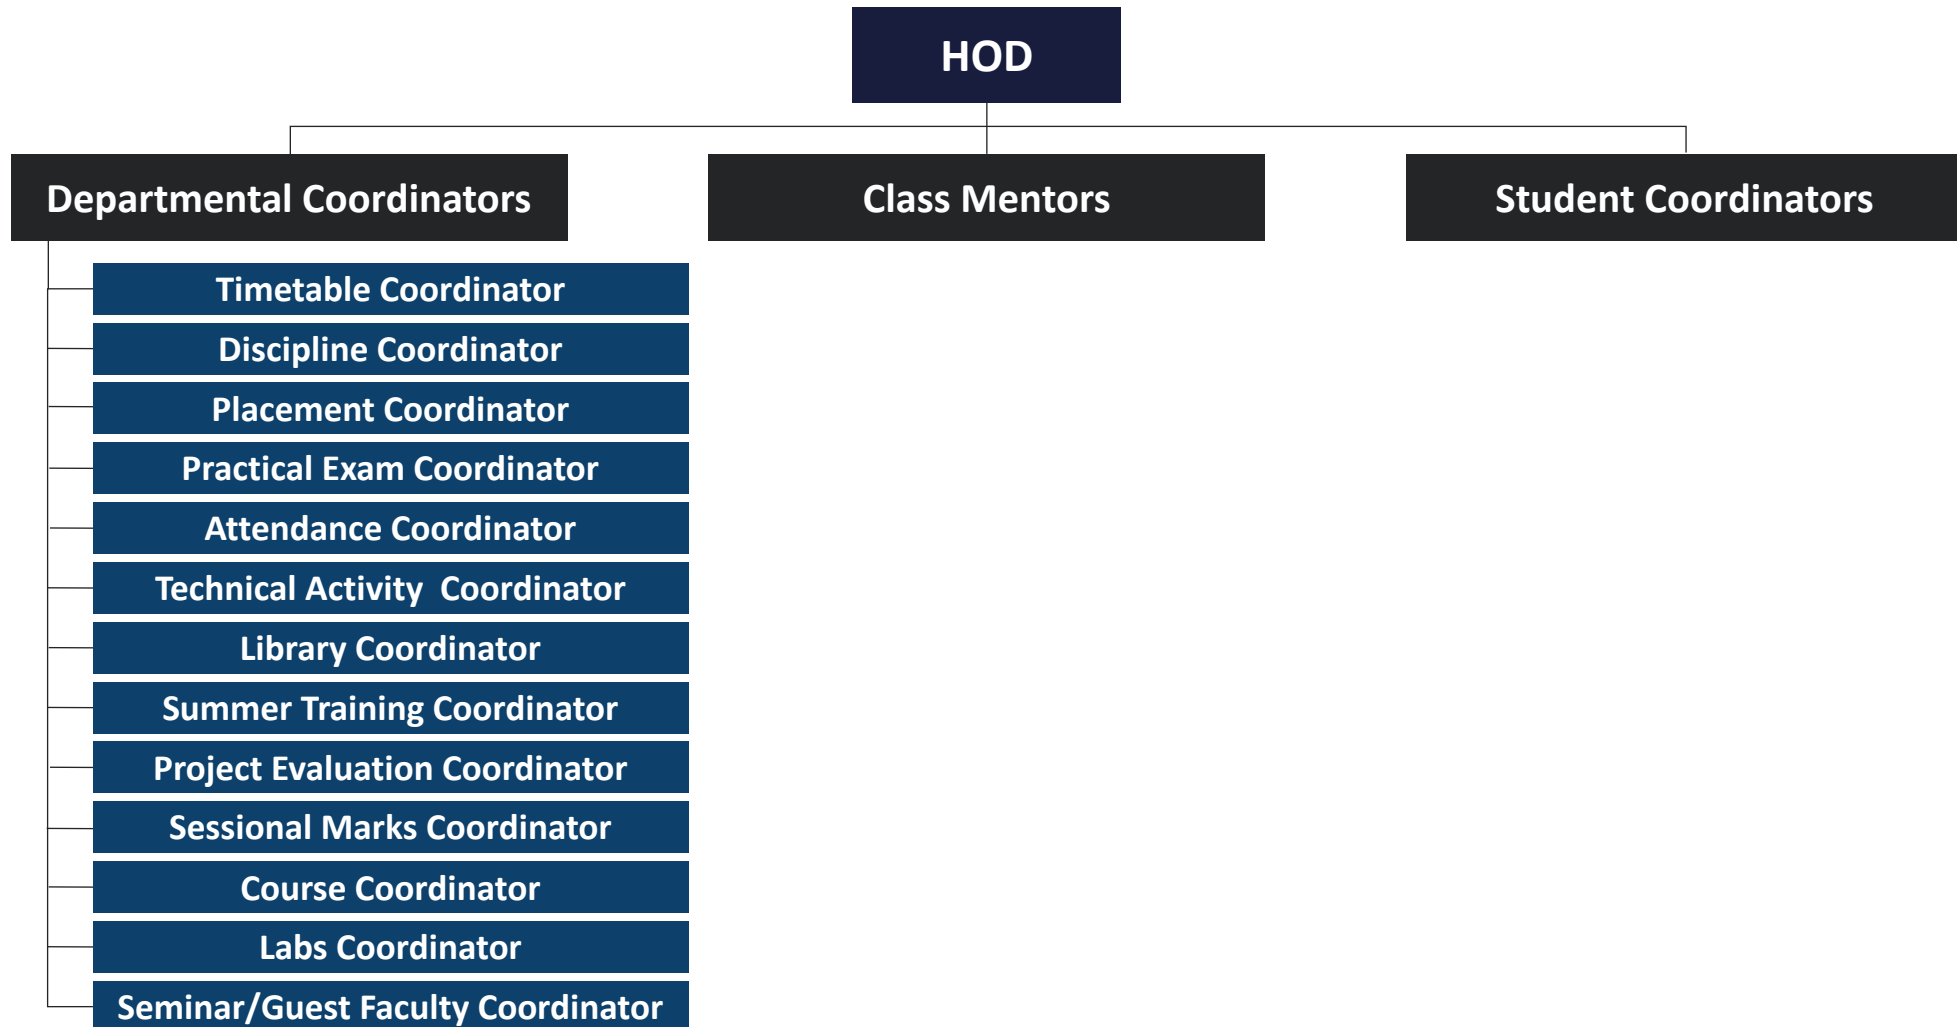 HOD
Departmental Coordinators
Class Mentors
Student Coordinators
Timetable Coordinator
Discipline Coordinator
Placement Coordinator
Practical Exam Coordinator
Attendance Coordinator
Technical Activity  Coordinator
Library Coordinator
Summer Training Coordinator
Project Evaluation Coordinator
Sessional Marks Coordinator
Course Coordinator
Labs Coordinator
Seminar/Guest Faculty Coordinator